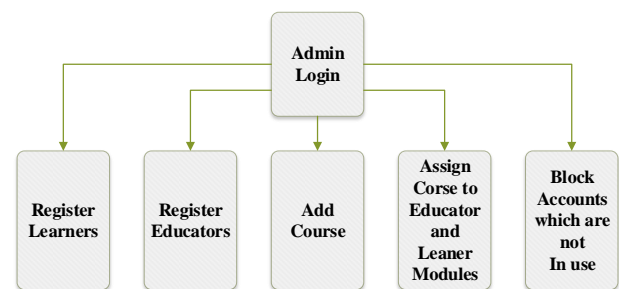 Admin
Login
Register
Learners
Register
Educators
Add
Course
Assign
Corse to
Educator
and
Leaner
Modules
Block
Accounts
which are
not
In use